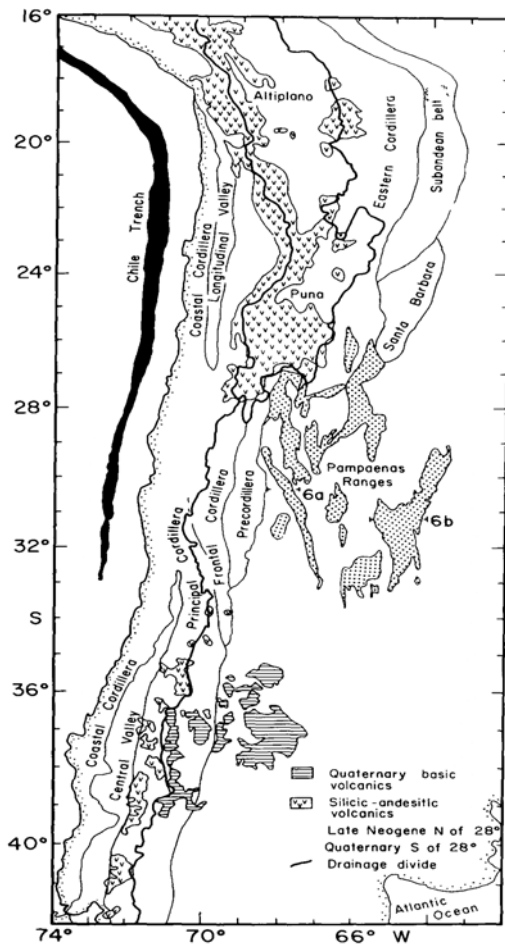 16°
20°
24°
28°
32°
S
36°
40°
74°
70°
66° W
Altiplano
Eastern Cordillera
Subandean belt
Chile Trench
Coastal Cordillera
Longitudinal Valley
Puna
Santa Barbara
Pampaenas
Ranges
6a
6b
Cordillera
Principal
Frontal Cordillera
Precordillera
Coastal Cordillera
Central Valley
Quaternary basic
volcanics
Silicic-andesitic
volcanics
Late Neogene N of 28°
Quaternary S of 28°
Drainage divide
Atlantic
Ocean